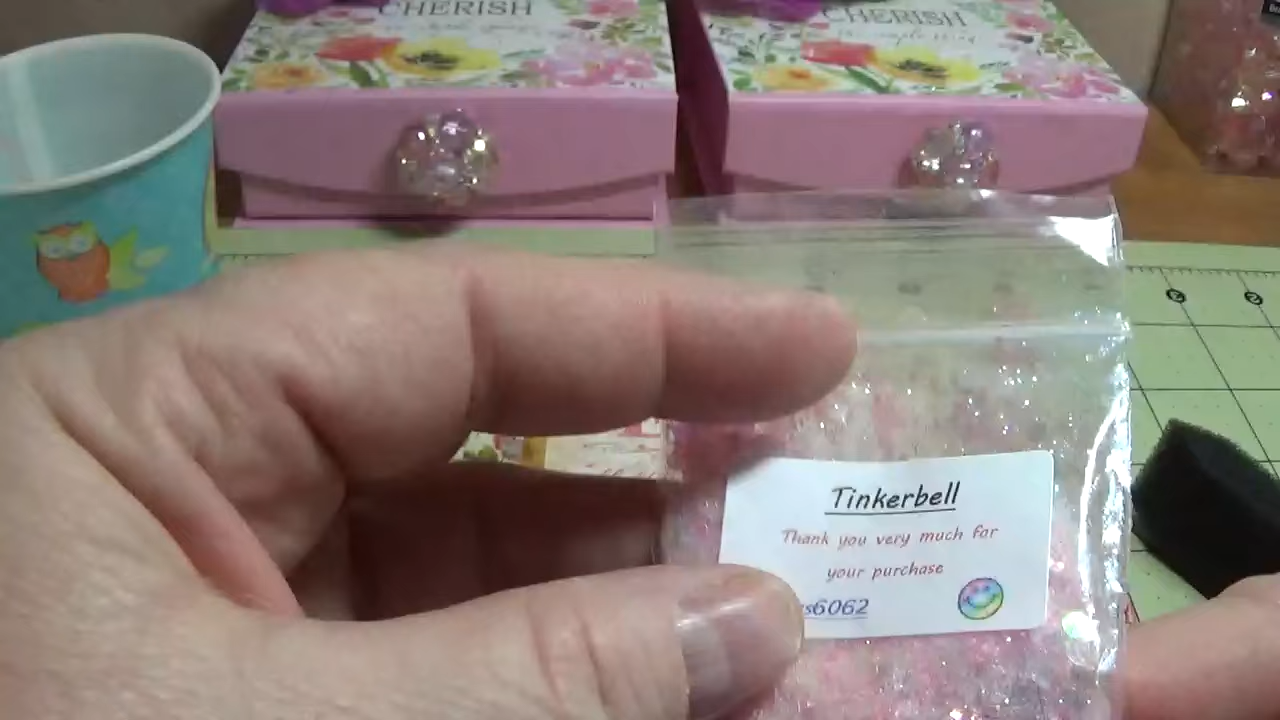 CHERISH
CHERISH
Tinkerbell
Thank you very much for
your purchase
s6062